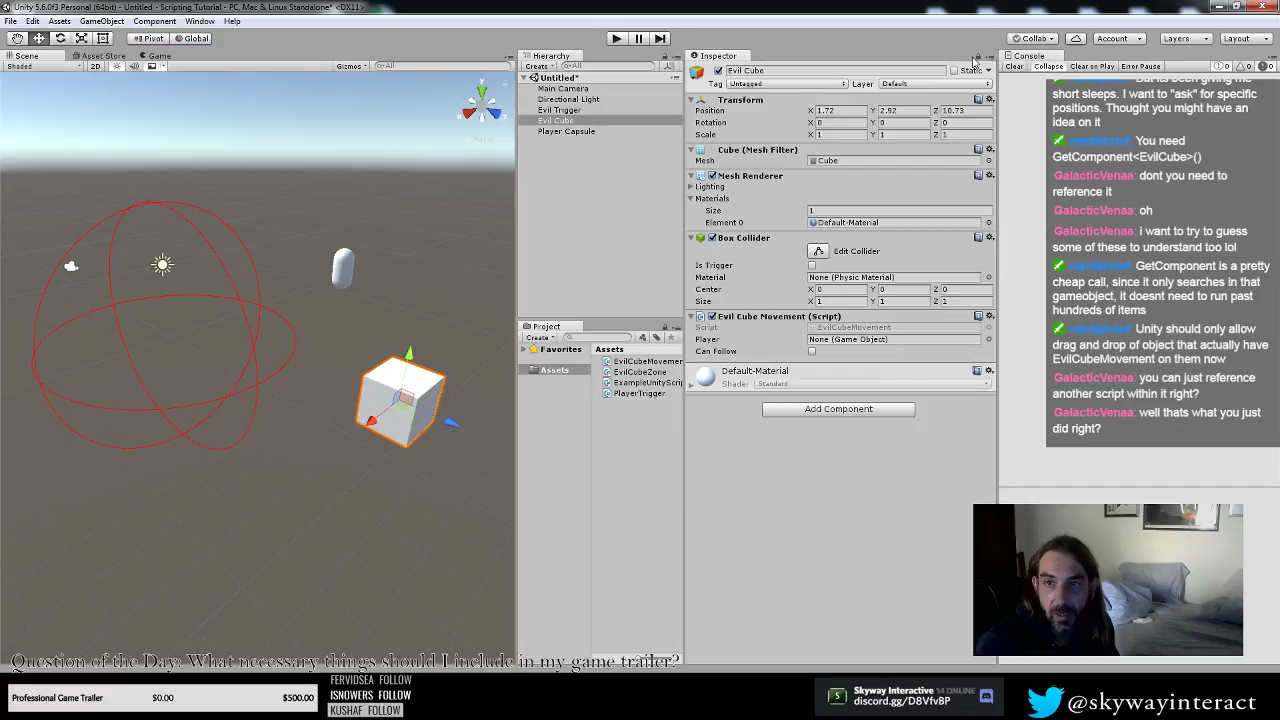 Unity 5.6.0f3 (64bit) - Untitled - Scripting Tutorial - PC, Mac & Linux Standalone* <DX11>
File Edit Assets GameObject Component Window Help
Pivot Global Collab Account Layers Layout
Scene Asset Store Game
Shaded 2D Gizmos All
y
x
z
Persp
Hierarchy
Create All
Untitled*
Main Camera
Directional Light
Evil Trigger
Evil Cube
Player Capsule
Project
Create
Favorites
Assets
Assets
EvilCubeMovemen
EvilCubeZone
ExampleUnityScrip
PlayerTrigger
Inspector
Evil Cube Static
Tag Untagged Layer Default
Transform
Position X 1.72 Y 2.92 Z 10.73
Rotation X 0 Y 0 Z 0
Scale X 1 Y 1 Z 1
Cube (Mesh Filter)
Mesh Cube
Mesh Renderer
Lighting
Materials
Size 1
Element 0 Default-Material
Box Collider
Edit Collider
Is Trigger
Material None (Physic Material)
Center X 0 Y 0 Z 0
Size X 1 Y 1 Z 1
Evil Cube Movement (Script)
Script EvilCubeMovement
Player None (Game Object)
Can Follow
Default-Material
Shader Standard
Add Component
Console
Clear Collapse Clear on Play Error Pause 0 0 0
short sleeps. I want to "ask" for specific
positions. Thought you might have an
idea on it
You need
GetComponent<EvilCube>()
GalacticVenaa: dont you need to
reference it
GalacticVenaa: oh
GalacticVenaa: i want to try to guess
some of these to understand too lol
GetComponent is a pretty
cheap call, since it only searches in that
gameobject, it doesnt need to run past
hundreds of items
Unity should only allow
drag and drop of object that actually have
EvilCubeMovement on them now
GalacticVenaa: you can just reference
another script within it right?
GalacticVenaa: well thats what you just
did right?
Question of the Day: What necessary things should I include in my game trailer?
Professional Game Trailer $0.00 $500.00
FERVIDSEA FOLLOW
ISNOWERS FOLLOW
KUSHAF FOLLOW
S Skyway Interactive 14 ONLINE
discord.gg/D8VfvBP
@skywayinteract